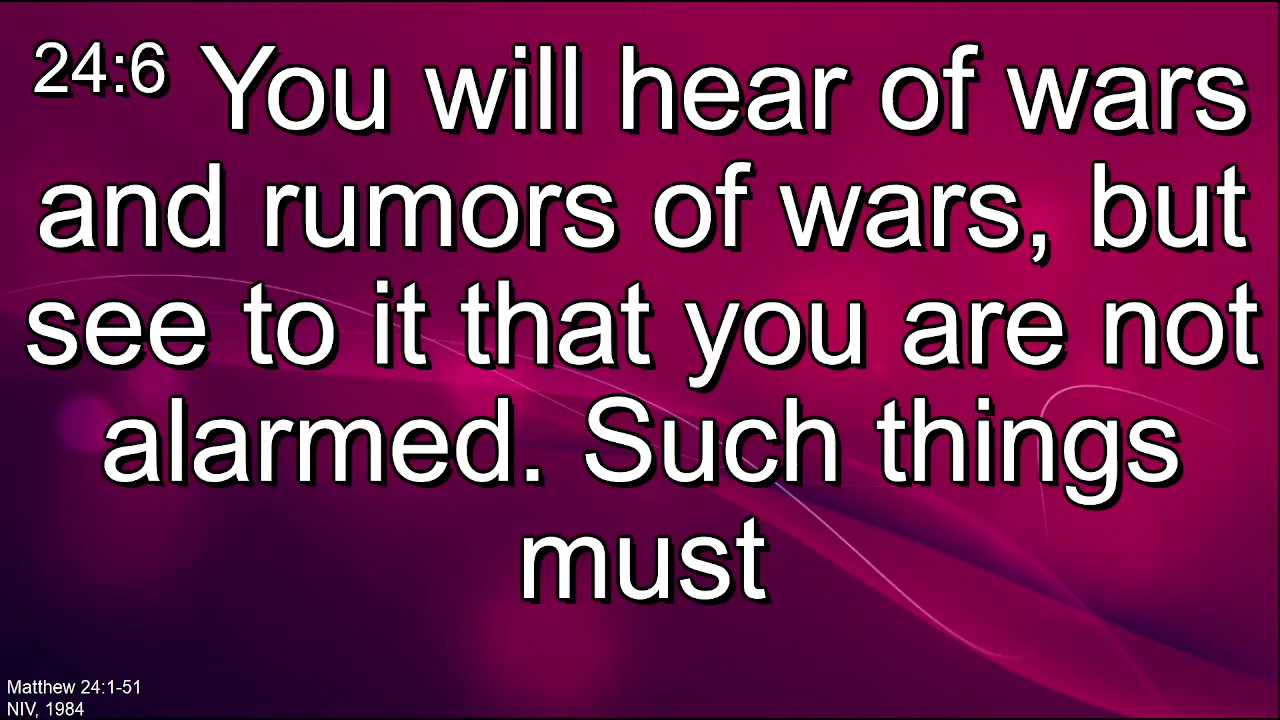 24:6 You will hear of wars
and rumors of wars, but
see to it that you are not
alarmed. Such things
must
Matthew 24:1-51
NIV, 1984